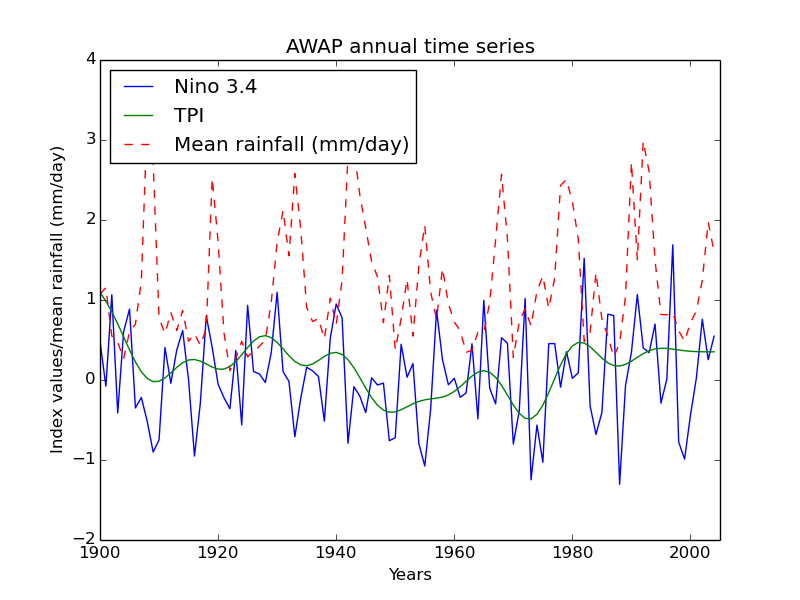 AWAP annual time series
4
3
2
1
0
−1
−2
Index values/mean rainfall (mm/day)
Nino 3.4
TPI
Mean rainfall (mm/day)
1900 1920 1940 1960 1980 2000
Years